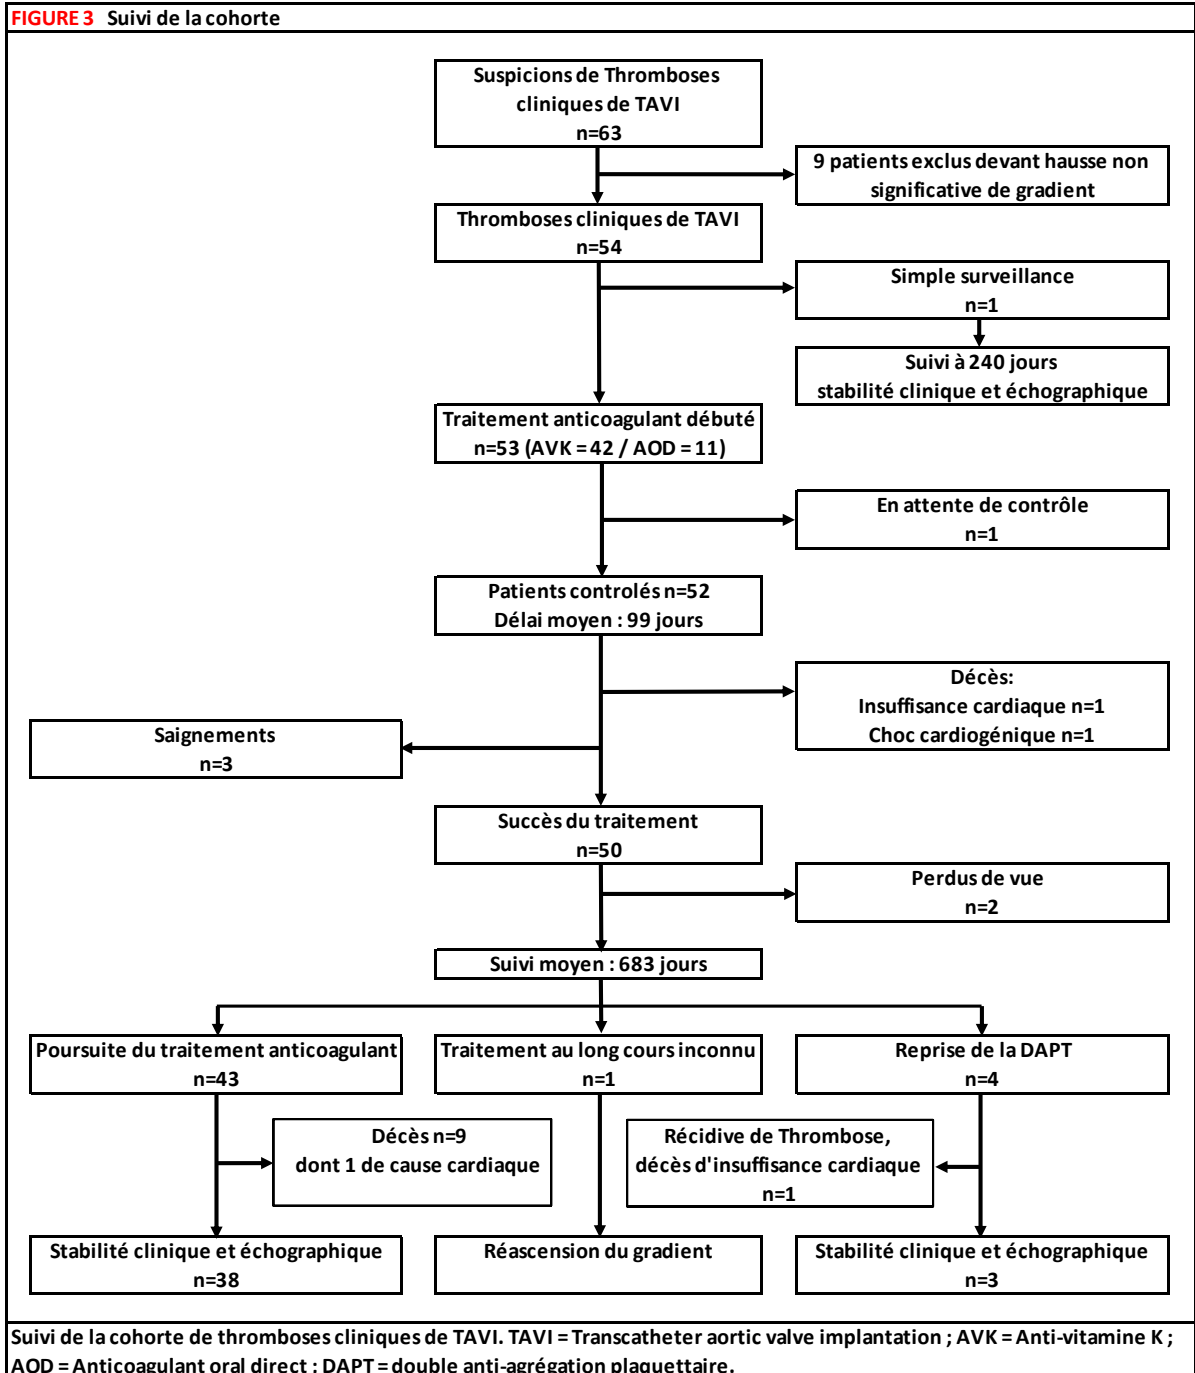 FIGURE 3 Suivi de la cohorte
Suspicions de Thromboses
cliniques de TAVI
n=63
9 patients exclus devant hausse non
significative de gradient
Thromboses cliniques de TAVI
n=54
Simple surveillance
n=1
Suivi à 240 jours
stabilité clinique et échographique
Traitement anticoagulant débuté
n=53 (AVK = 42 / AOD = 11)
En attente de contrôle
n=1
Patients controlés n=52
Délai moyen : 99 jours
Décès:
Insuffisance cardiaque n=1
Choc cardiogénique n=1
Saignements
n=3
Succès du traitement
n=50
Perdus de vue
n=2
Suivi moyen : 683 jours
Poursuite du traitement anticoagulant
n=43
Traitement au long cours inconnu
n=1
Reprise de la DAPT
n=4
Décès n=9
dont 1 de cause cardiaque
Récidive de Thrombose,
décès d'insuffisance cardiaque
n=1
Stabilité clinique et échographique
n=38
Réascension du gradient
Stabilité clinique et échographique
n=3
Suivi de la cohorte de thromboses cliniques de TAVI. TAVI = Transcatheter aortic valve implantation ; AVK = Anti-vitamine K ;
AOD = Anticoagulant oral direct ; DAPT = double anti-agrégation plaquettaire.